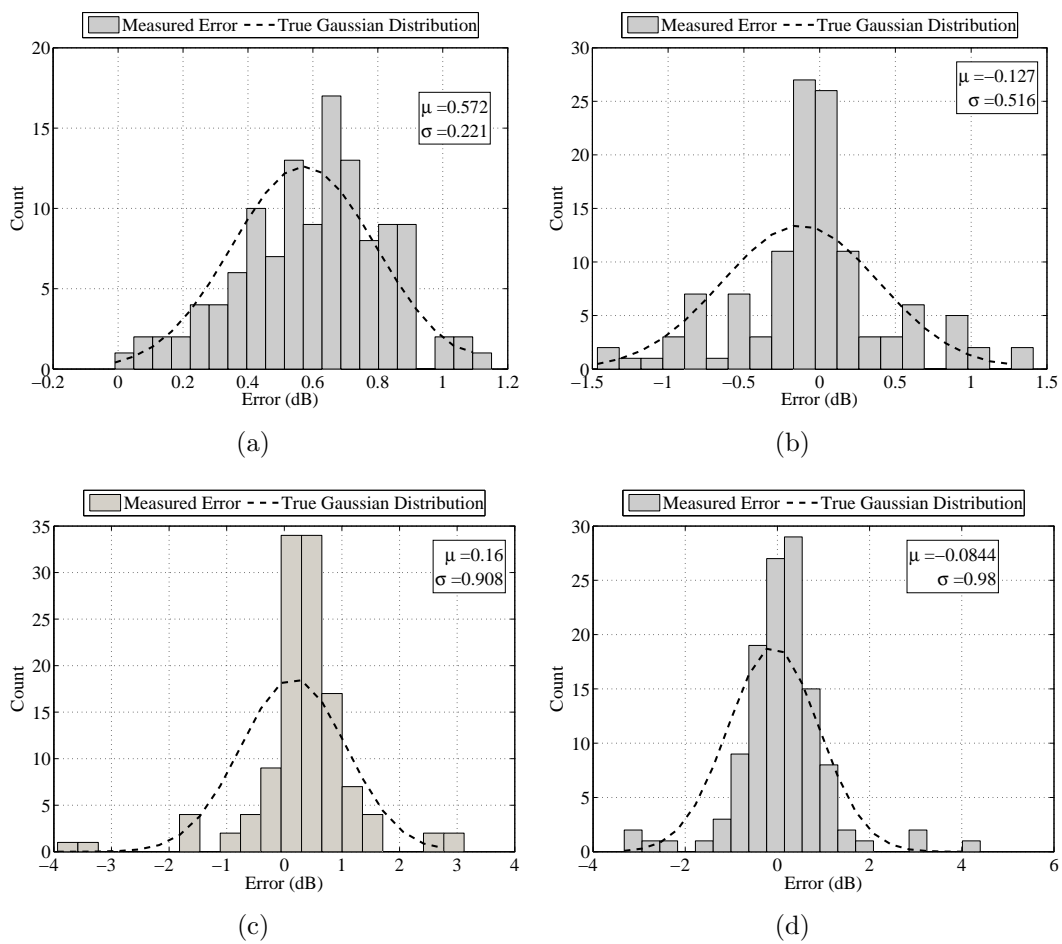 Measured Error True Gaussian Distribution
20
15
10
5
0
Count
μ =0.572
σ =0.221
−0.2 0 0.2 0.4 0.6 0.8 1 1.2
Error (dB)
(a)
Measured Error True Gaussian Distribution
30
25
20
15
10
5
0
Count
μ =−0.127
σ =0.516
−1.5 −1 −0.5 0 0.5 1 1.5
Error (dB)
(b)
Measured Error True Gaussian Distribution
35
30
25
20
15
10
5
0
Count
μ =0.16
σ =0.908
−4 −3 −2 −1 0 1 2 3 4
Error (dB)
(c)
Measured Error True Gaussian Distribution
30
25
20
15
10
5
0
Count
μ =−0.0844
σ =0.98
−4 −2 0 2 4 6
Error (dB)
(d)